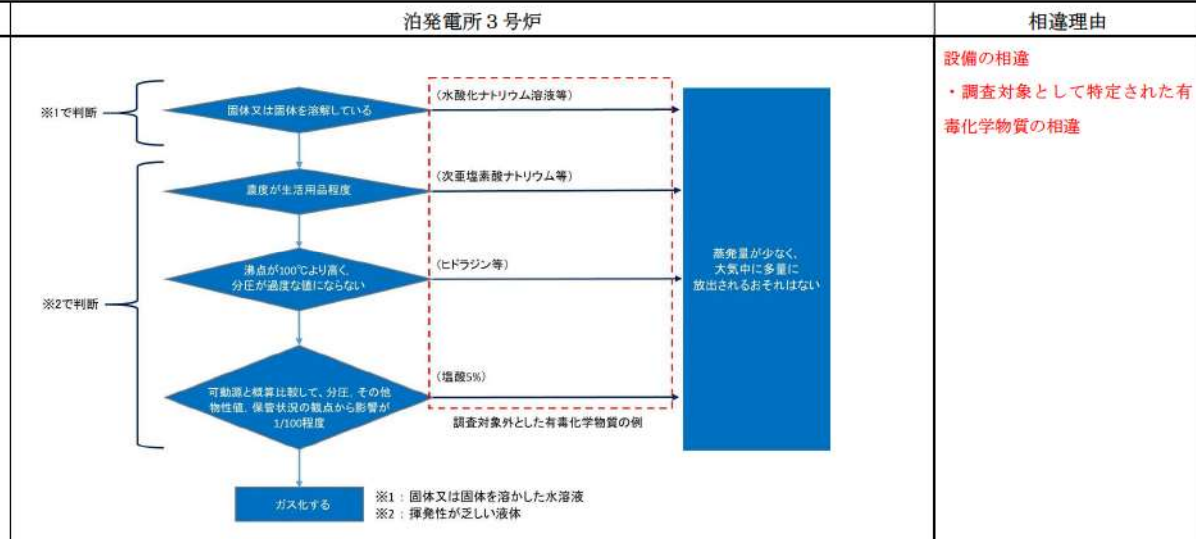 泊発電所３号炉
相違理由
設備の相違
・調査対象として特定された有
毒化学物質の相違
※1で判断
固体又は固体を溶解している
（水酸化ナトリウム溶液等）
濃度が生活用品程度
（次亜塩素酸ナトリウム等）
沸点が100℃より高く、
分圧が過度な値にならない
（ヒドラジン等）
※2で判断
蒸発量が少なく、
大気中に多量に
放出されるおそれはない
可動源と概算比較して、分圧，その他
物性値，保管状況の観点から影響が
1/100程度
（塩酸5%）
調査対象外とした有毒化学物質の例
ガス化する
※1：固体又は固体を溶かした水溶液
※2：揮発性が乏しい液体